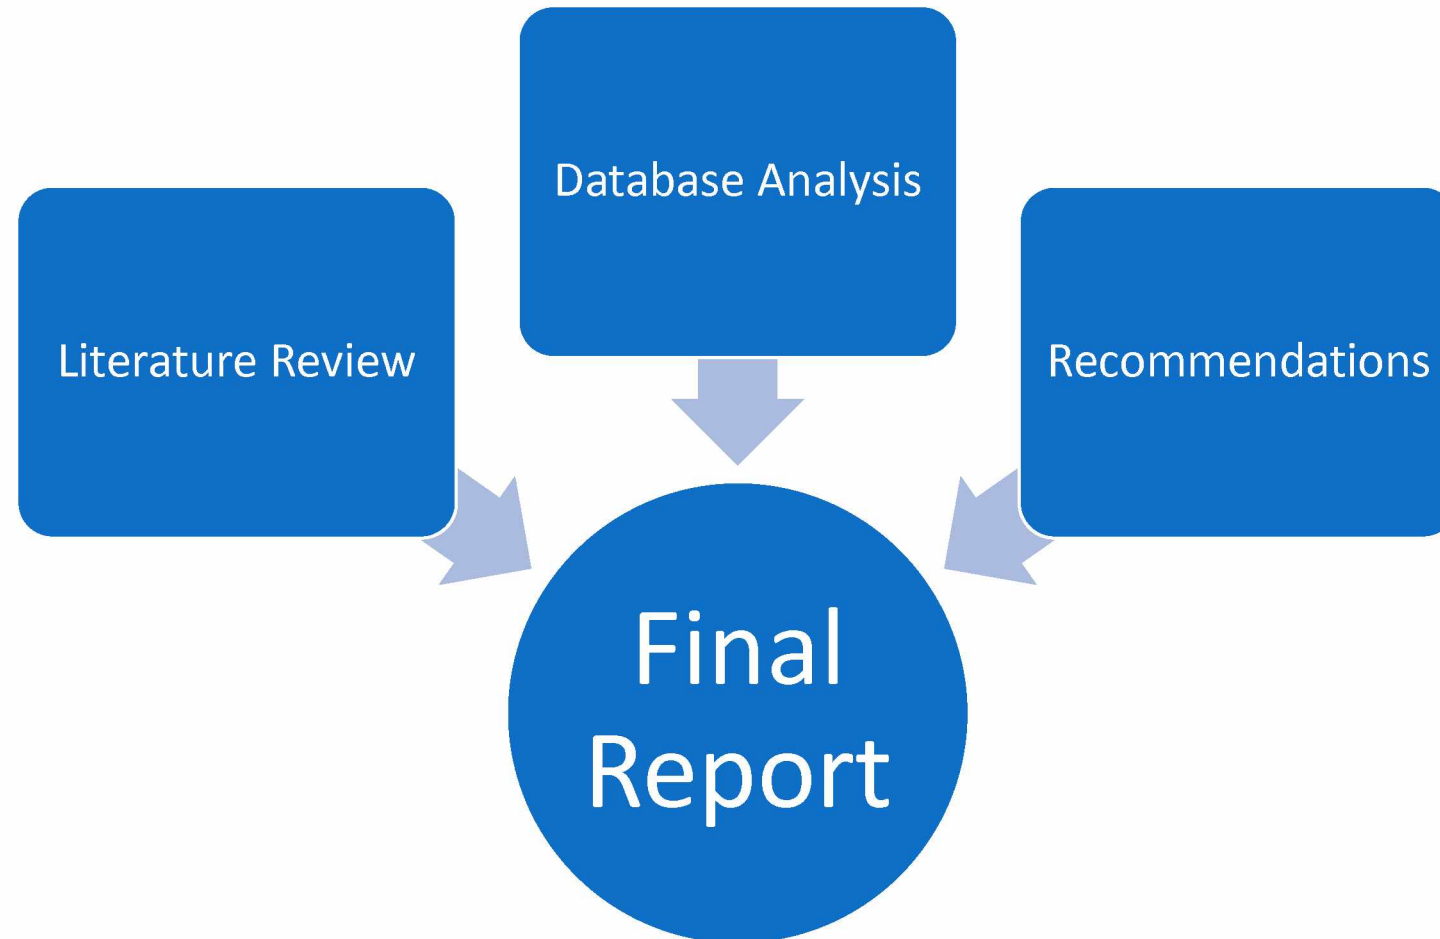 Database Analysis
Literature Review
Recommendations
Final
Report